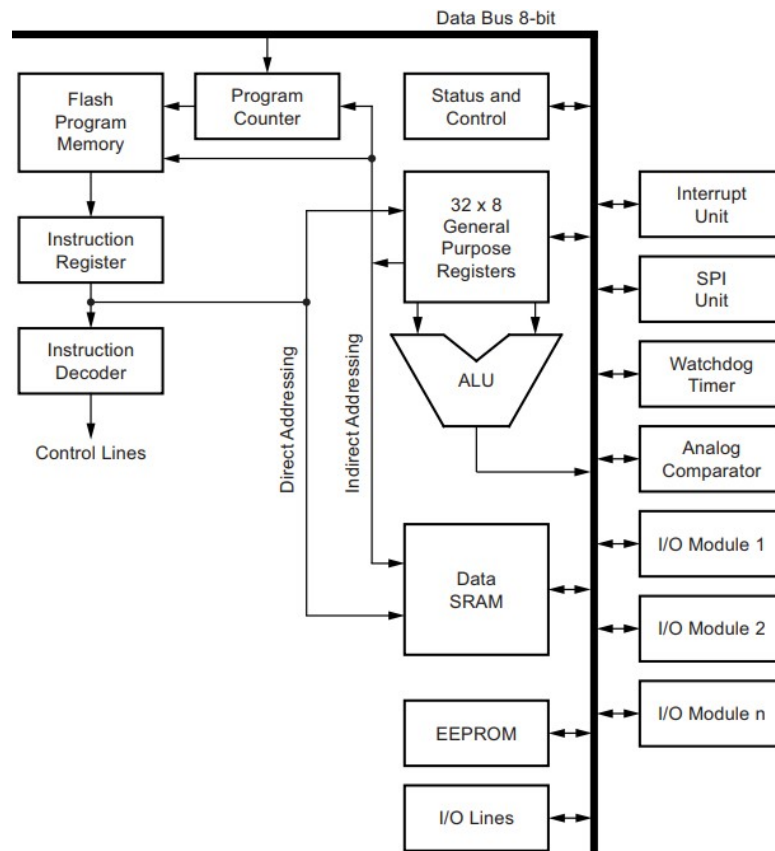 Data Bus 8-bit
Flash
Program
Memory
Program
Counter
Status and
Control
Instruction
Register
32 x 8
General
Purpose
Registers
Interrupt
Unit
SPI
Unit
Instruction
Decoder
Direct Addressing
Indirect Addressing
ALU
Watchdog
Timer
Control Lines
Analog
Comparator
Data
SRAM
I/O Module 1
I/O Module 2
EEPROM
I/O Module n
I/O Lines